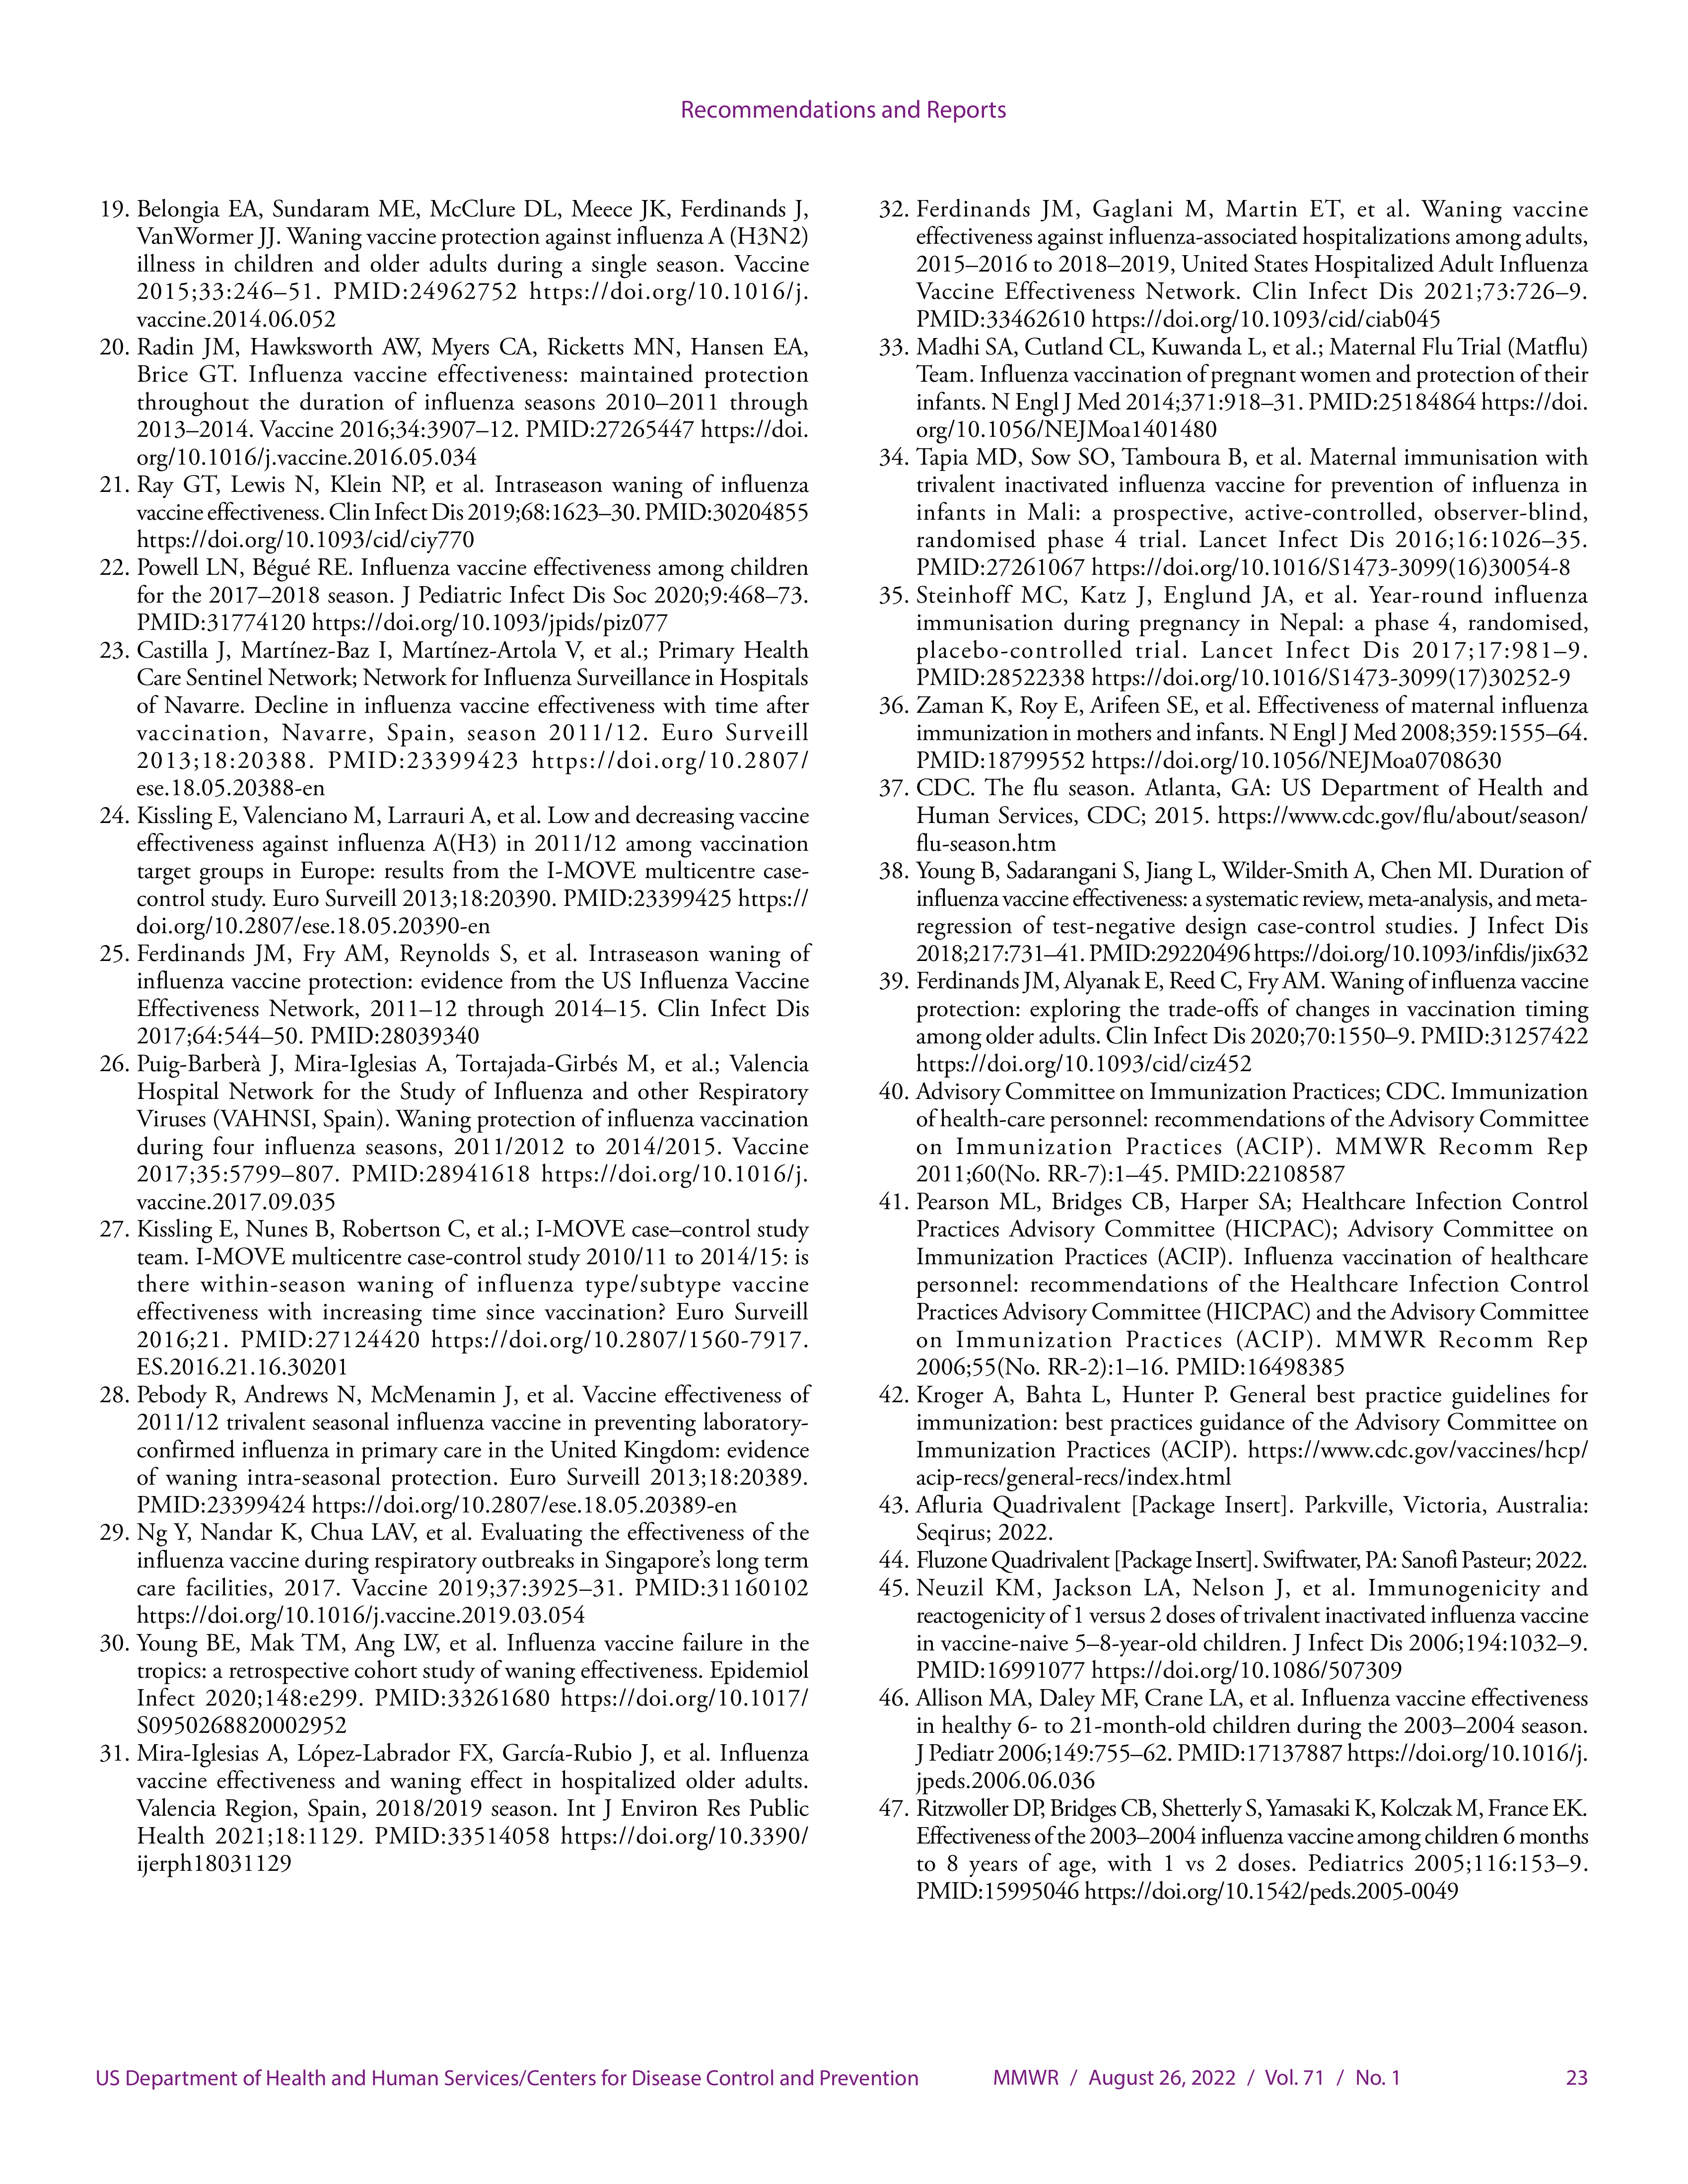 Recommendations and Reports
19. Belongia EA, Sundaram ME, McClure DL, Meece JK, Ferdinands J,
VanWormer JJ. Waning vaccine protection against influenza A (H3N2)
illness in children and older adults during a single season. Vaccine
2015;33:246–51. PMID:24962752 https://doi.org/10.1016/j.
vaccine.2014.06.052
20. Radin JM, Hawksworth AW, Myers CA, Ricketts MN, Hansen EA,
Brice GT. Influenza vaccine effectiveness: maintained protection
throughout the duration of influenza seasons 2010–2011 through
2013–2014. Vaccine 2016;34:3907–12. PMID:27265447 https://doi.
org/10.1016/j.vaccine.2016.05.034
21. Ray GT, Lewis N, Klein NP, et al. Intraseason waning of influenza
vaccine effectiveness. Clin Infect Dis 2019;68:1623–30. PMID:30204855
https://doi.org/10.1093/cid/ciy770
22. Powell LN, Bégué RE. Influenza vaccine effectiveness among children
for the 2017–2018 season. J Pediatric Infect Dis Soc 2020;9:468–73.
PMID:31774120 https://doi.org/10.1093/jpids/piz077
23. Castilla J, Martínez-Baz I, Martínez-Artola V, et al.; Primary Health
Care Sentinel Network; Network for Influenza Surveillance in Hospitals
of Navarre. Decline in influenza vaccine effectiveness with time after
vaccination, Navarre, Spain, season 2011/12. Euro Surveill
2013;18:20388. PMID:23399423 https://doi.org/10.2807/
ese.18.05.20388-en
24. Kissling E, Valenciano M, Larrauri A, et al. Low and decreasing vaccine
effectiveness against influenza A(H3) in 2011/12 among vaccination
target groups in Europe: results from the I-MOVE multicentre case-
control study. Euro Surveill 2013;18:20390. PMID:23399425 https://
doi.org/10.2807/ese.18.05.20390-en
25. Ferdinands JM, Fry AM, Reynolds S, et al. Intraseason waning of
influenza vaccine protection: evidence from the US Influenza Vaccine
Effectiveness Network, 2011–12 through 2014–15. Clin Infect Dis
2017;64:544–50. PMID:28039340
26. Puig-Barberà J, Mira-Iglesias A, Tortajada-Girbés M, et al.; Valencia
Hospital Network for the Study of Influenza and other Respiratory
Viruses (VAHNSI, Spain). Waning protection of influenza vaccination
during four influenza seasons, 2011/2012 to 2014/2015. Vaccine
2017;35:5799–807. PMID:28941618 https://doi.org/10.1016/j.
vaccine.2017.09.035
27. Kissling E, Nunes B, Robertson C, et al.; I-MOVE case–control study
team. I-MOVE multicentre case-control study 2010/11 to 2014/15: is
there within-season waning of influenza type/subtype vaccine
effectiveness with increasing time since vaccination? Euro Surveill
2016;21. PMID:27124420 https://doi.org/10.2807/1560-7917.
ES.2016.21.16.30201
28. Pebody R, Andrews N, McMenamin J, et al. Vaccine effectiveness of
2011/12 trivalent seasonal influenza vaccine in preventing laboratory-
confirmed influenza in primary care in the United Kingdom: evidence
of waning intra-seasonal protection. Euro Surveill 2013;18:20389.
PMID:23399424 https://doi.org/10.2807/ese.18.05.20389-en
29. Ng Y, Nandar K, Chua LAV, et al. Evaluating the effectiveness of the
influenza vaccine during respiratory outbreaks in Singapore’s long term
care facilities, 2017. Vaccine 2019;37:3925–31. PMID:31160102
https://doi.org/10.1016/j.vaccine.2019.03.054
30. Young BE, Mak TM, Ang LW, et al. Influenza vaccine failure in the
tropics: a retrospective cohort study of waning effectiveness. Epidemiol
Infect 2020;148:e299. PMID:33261680 https://doi.org/10.1017/
S0950268820002952
31. Mira-Iglesias A, López-Labrador FX, García-Rubio J, et al. Influenza
vaccine effectiveness and waning effect in hospitalized older adults.
Valencia Region, Spain, 2018/2019 season. Int J Environ Res Public
Health 2021;18:1129. PMID:33514058 https://doi.org/10.3390/
ijerph18031129
32. Ferdinands JM, Gaglani M, Martin ET, et al. Waning vaccine
effectiveness against influenza-associated hospitalizations among adults,
2015–2016 to 2018–2019, United States Hospitalized Adult Influenza
Vaccine Effectiveness Network. Clin Infect Dis 2021;73:726–9.
PMID:33462610 https://doi.org/10.1093/cid/ciab045
33. Madhi SA, Cutland CL, Kuwanda L, et al.; Maternal Flu Trial (Matflu)
Team. Influenza vaccination of pregnant women and protection of their
infants. N Engl J Med 2014;371:918–31. PMID:25184864 https://doi.
org/10.1056/NEJMoa1401480
34. Tapia MD, Sow SO, Tamboura B, et al. Maternal immunisation with
trivalent inactivated influenza vaccine for prevention of influenza in
infants in Mali: a prospective, active-controlled, observer-blind,
randomised phase 4 trial. Lancet Infect Dis 2016;16:1026–35.
PMID:27261067 https://doi.org/10.1016/S1473-3099(16)30054-8
35. Steinhoff MC, Katz J, Englund JA, et al. Year-round influenza
immunisation during pregnancy in Nepal: a phase 4, randomised,
placebo-controlled trial. Lancet Infect Dis 2017;17:981–9.
PMID:28522338 https://doi.org/10.1016/S1473-3099(17)30252-9
36. Zaman K, Roy E, Arifeen SE, et al. Effectiveness of maternal influenza
immunization in mothers and infants. N Engl J Med 2008;359:1555–64.
PMID:18799552 https://doi.org/10.1056/NEJMoa0708630
37. CDC. The flu season. Atlanta, GA: US Department of Health and
Human Services, CDC; 2015. https://www.cdc.gov/flu/about/season/
flu-season.htm
38. Young B, Sadarangani S, Jiang L, Wilder-Smith A, Chen MI. Duration of
influenza vaccine effectiveness: a systematic review, meta-analysis, and meta-
regression of test-negative design case-control studies. J Infect Dis
2018;217:731–41. PMID:29220496 https://doi.org/10.1093/infdis/jix632
39. Ferdinands JM, Alyanak E, Reed C, Fry AM. Waning of influenza vaccine
protection: exploring the trade-offs of changes in vaccination timing
among older adults. Clin Infect Dis 2020;70:1550–9. PMID:31257422
https://doi.org/10.1093/cid/ciz452
40. Advisory Committee on Immunization Practices; CDC. Immunization
of health-care personnel: recommendations of the Advisory Committee
on Immunization Practices (ACIP). MMWR Recomm Rep
2011;60(No. RR-7):1–45. PMID:22108587
41. Pearson ML, Bridges CB, Harper SA; Healthcare Infection Control
Practices Advisory Committee (HICPAC); Advisory Committee on
Immunization Practices (ACIP). Influenza vaccination of healthcare
personnel: recommendations of the Healthcare Infection Control
Practices Advisory Committee (HICPAC) and the Advisory Committee
on Immunization Practices (ACIP). MMWR Recomm Rep
2006;55(No. RR-2):1–16. PMID:16498385
42. Kroger A, Bahta L, Hunter P. General best practice guidelines for
immunization: best practices guidance of the Advisory Committee on
Immunization Practices (ACIP). https://www.cdc.gov/vaccines/hcp/
acip-recs/general-recs/index.html
43. Afluria Quadrivalent [Package Insert]. Parkville, Victoria, Australia:
Seqirus; 2022.
44. Fluzone Quadrivalent [Package Insert]. Swiftwater, PA: Sanofi Pasteur; 2022.
45. Neuzil KM, Jackson LA, Nelson J, et al. Immunogenicity and
reactogenicity of 1 versus 2 doses of trivalent inactivated influenza vaccine
in vaccine-naive 5–8-year-old children. J Infect Dis 2006;194:1032–9.
PMID:16991077 https://doi.org/10.1086/507309
46. Allison MA, Daley MF, Crane LA, et al. Influenza vaccine effectiveness
in healthy 6- to 21-month-old children during the 2003–2004 season.
J Pediatr 2006;149:755–62. PMID:17137887 https://doi.org/10.1016/j.
jpeds.2006.06.036
47. Ritzwoller DP, Bridges CB, Shetterly S, Yamasaki K, Kolczak M, France EK.
Effectiveness of the 2003–2004 influenza vaccine among children 6 months
to 8 years of age, with 1 vs 2 doses. Pediatrics 2005;116:153–9.
PMID:15995046 https://doi.org/10.1542/peds.2005-0049
US Department of Health and Human Services/Centers for Disease Control and Prevention MMWR / August 26, 2022 / Vol. 71 / No. 1 23